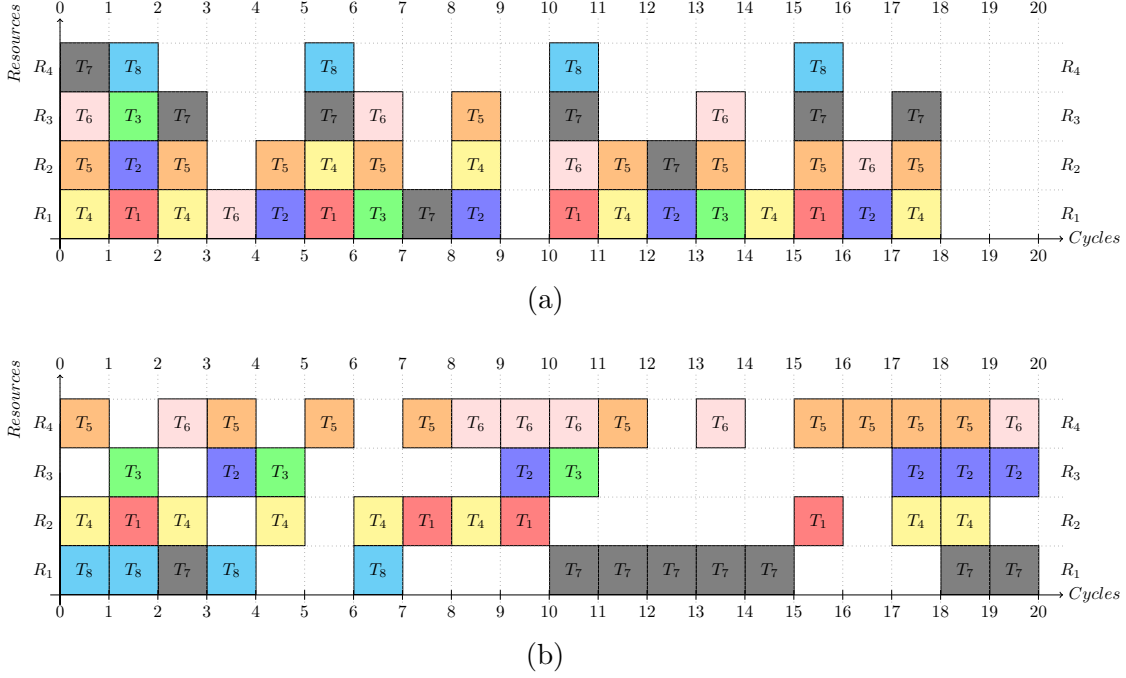 0 1 2 3 4 5 6 7 8 9 10 11 12 13 14 15 16 17 18 19 20
Resources
R4 T7 T8 T8 T8 T8 R4
R3 T6 T3 T7 T7 T6 T5 T7 T6 T7 T7 R3
R2 T5 T2 T5 T5 T4 T5 T4 T6 T5 T7 T5 T5 T6 T5 R2
R1 T4 T1 T4 T6 T2 T1 T3 T7 T2 T1 T4 T2 T3 T4 T1 T2 T4 R1
Cycles
0 1 2 3 4 5 6 7 8 9 10 11 12 13 14 15 16 17 18 19 20
(a)
0 1 2 3 4 5 6 7 8 9 10 11 12 13 14 15 16 17 18 19 20
Resources
R4 T5 T6 T5 T5 T5 T6 T6 T6 T5 T6 T5 T5 T5 T5 T6 R4
R3 T3 T2 T3 T2 T3 T2 T2 T2 R3
R2 T4 T1 T4 T4 T4 T1 T4 T1 T1 T4 T4 R2
R1 T8 T8 T7 T8 T8 T7 T7 T7 T7 T7 T7 T7 R1
Cycles
0 1 2 3 4 5 6 7 8 9 10 11 12 13 14 15 16 17 18 19 20
(b)